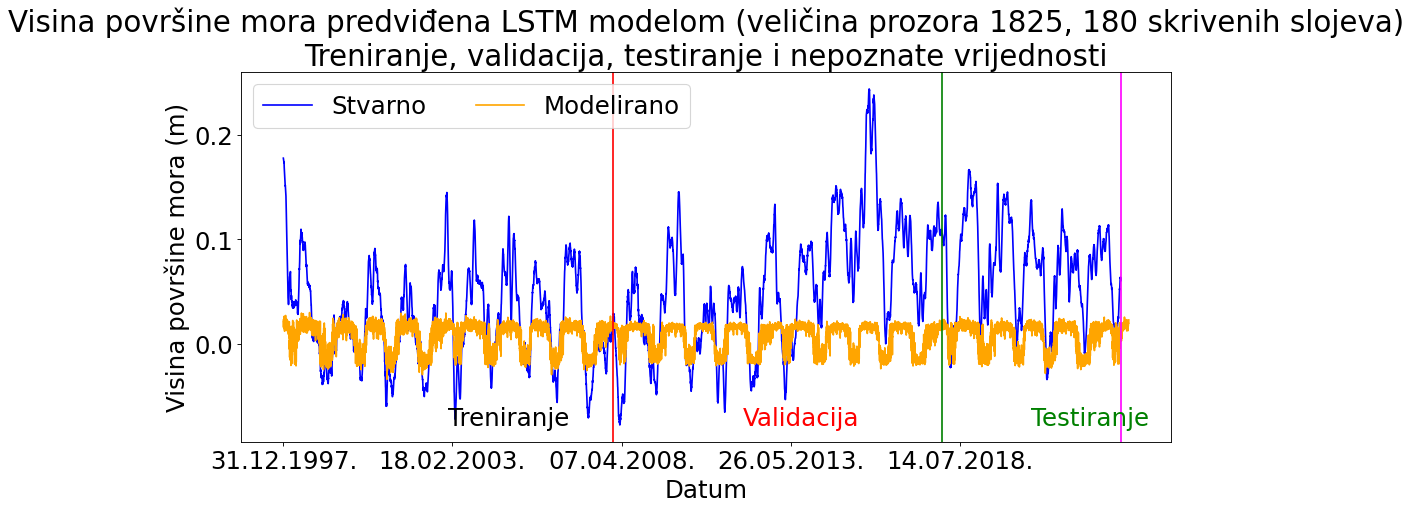 Visina površine mora predviđena LSTM modelom (veličina prozora 1825, 180 skrivenih slojeva)
Treniranje, validacija, testiranje i nepoznate vrijednosti
Stvarno
Modelirano
Visina površine mora (m)
0.2
0.1
0.0
Treniranje
Validacija
Testiranje
31.12.1997.
18.02.2003.
07.04.2008.
26.05.2013.
14.07.2018.
Datum